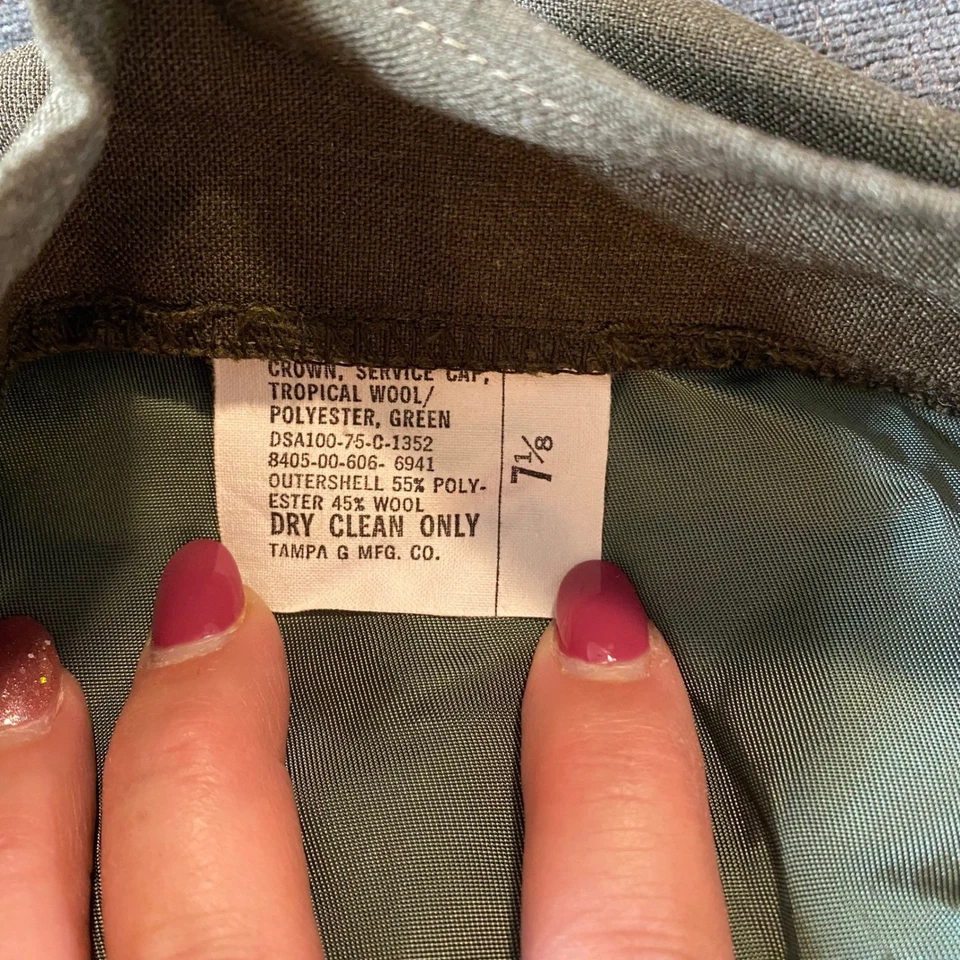 CROWN, SERVICE CAP,
TROPICAL WOOL/
POLYESTER, GREEN
DSA100-75-C-1352
8405-00-606- 6941
OUTERSHELL 55% POLY-
ESTER 45% WOOL
DRY CLEAN ONLY
TAMPA G MFG. CO.
7⅛